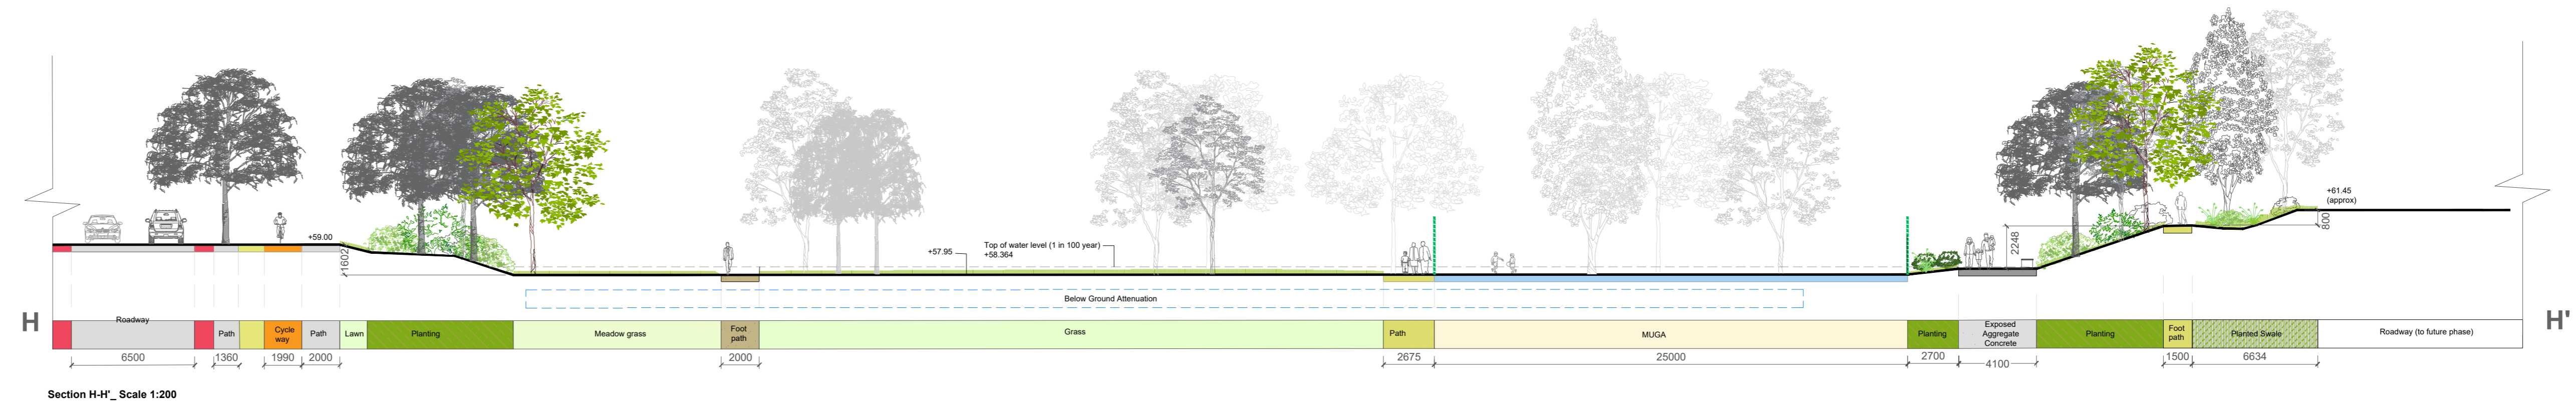 +61.45
(approx)
800
+59.00
1602
+57.95
Top of water level (1 in 100 year)
+58.364
2248
Below Ground Attenuation
H
H'
Roadway
Path
Cycle
way
Path
Lawn
Planting
Meadow grass
Foot
path
Grass
Path
MUGA
Planting
Exposed
Aggregate
Concrete
Planting
Foot
path
Planted Swale
Roadway (to future phase)
6500
1360
1990
2000
2000
2675
25000
2700
4100
1500
6634
Section H-H'_ Scale 1:200